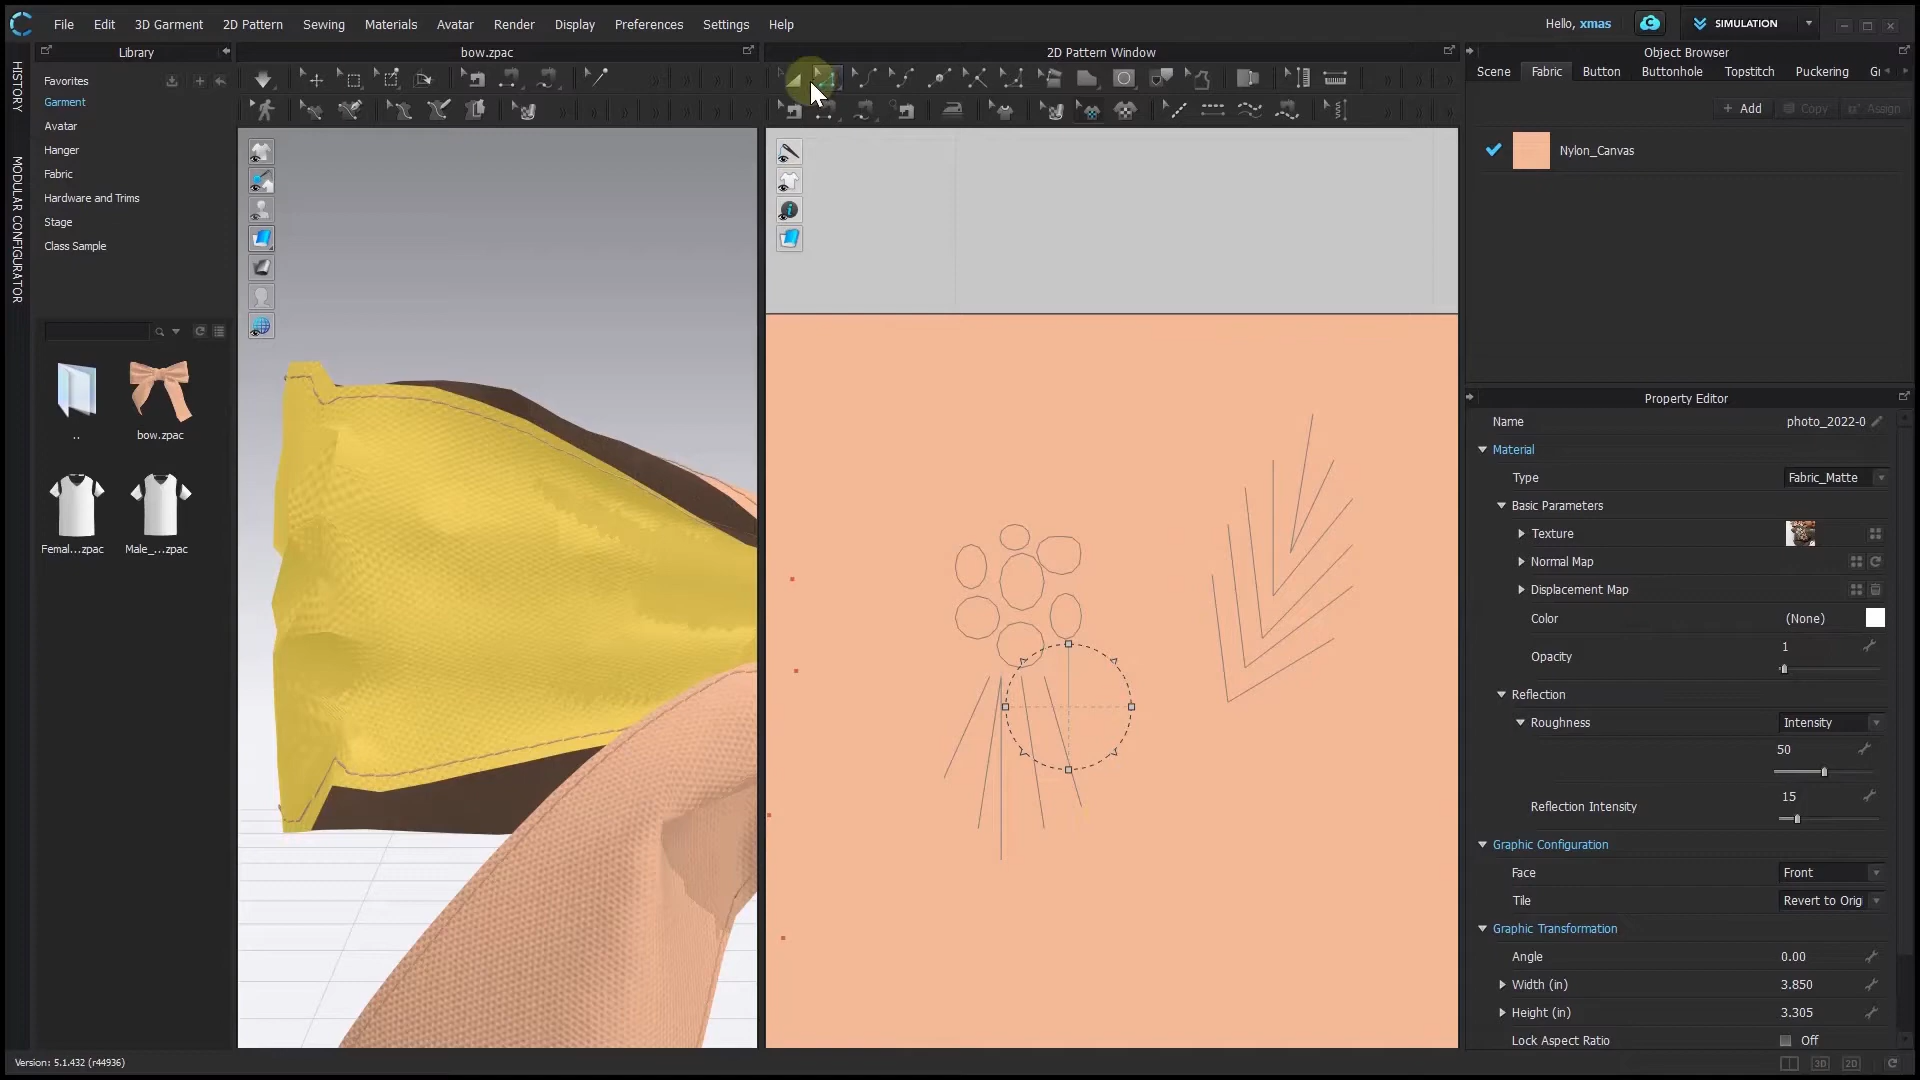 File Edit 3D Garment 2D Pattern Sewing Materials Avatar Render Display Preferences Settings Help
Hello, xmas SIMULATION
Library
bow.zpac
2D Pattern Window
Object Browser
HISTORY
MODULAR CONFIGURATOR
Favorites
Garment
Avatar
Hanger
Fabric
Hardware and Trims
Stage
Class Sample
..
bow.zpac
Femal...zpac
Male_...zpac
Scene Fabric Button Buttonhole Topstitch Puckering
+ Add Copy Assign
Nylon_Canvas
Property Editor
Name photo_2022-0
Material
Type Fabric_Matte
Basic Parameters
Texture
Normal Map
Displacement Map
Color (None)
Opacity 1
Reflection
Roughness Intensity
50
Reflection Intensity 15
Graphic Configuration
Face Front
Tile Revert to Orig
Graphic Transformation
Angle 0.00
Width (in) 3.850
Height (in) 3.305
Lock Aspect Ratio Off
Version: 5.1.432 (r44936)
3D 2D